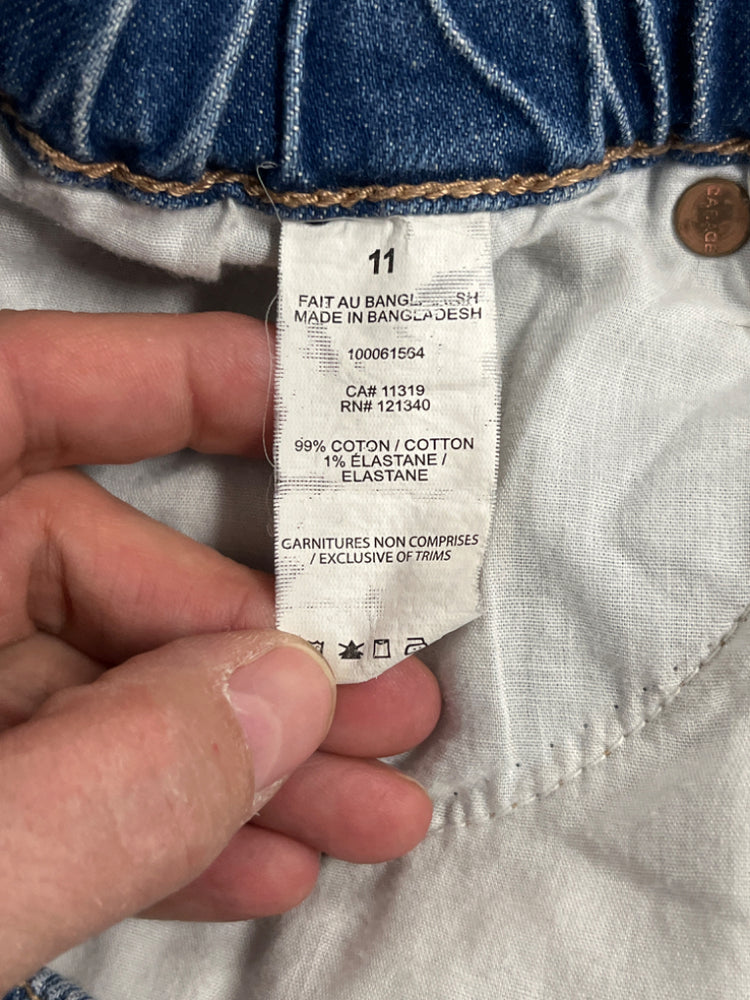 11
FAIT AU
MADE IN BANGLADESH
100061564
CA# 11319
RN# 121340
99% COTON / COTTON
1% ÉLASTANE /
ELASTANE
GARNITURES NON COMPRISES
/ EXCLUSIVE OF TRIMS